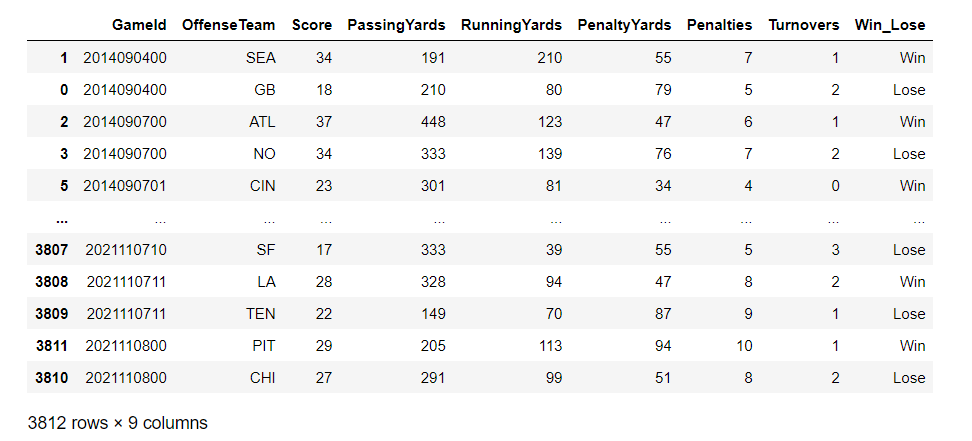 GameId OffenseTeam Score PassingYards RunningYards PenaltyYards Penalties Turnovers Win_Lose
1 2014090400 SEA 34 191 210 55 7 1 Win
0 2014090400 GB 18 210 80 79 5 2 Lose
2 2014090700 ATL 37 448 123 47 6 1 Win
3 2014090700 NO 34 333 139 76 7 2 Lose
5 2014090701 CIN 23 301 81 34 4 0 Win
... ... ... ... ... ... ... ... ... ...
3807 2021110710 SF 17 333 39 55 5 3 Lose
3808 2021110711 LA 28 328 94 47 8 2 Win
3809 2021110711 TEN 22 149 70 87 9 1 Lose
3811 2021110800 PIT 29 205 113 94 10 1 Win
3810 2021110800 CHI 27 291 99 51 8 2 Lose
3812 rows × 9 columns